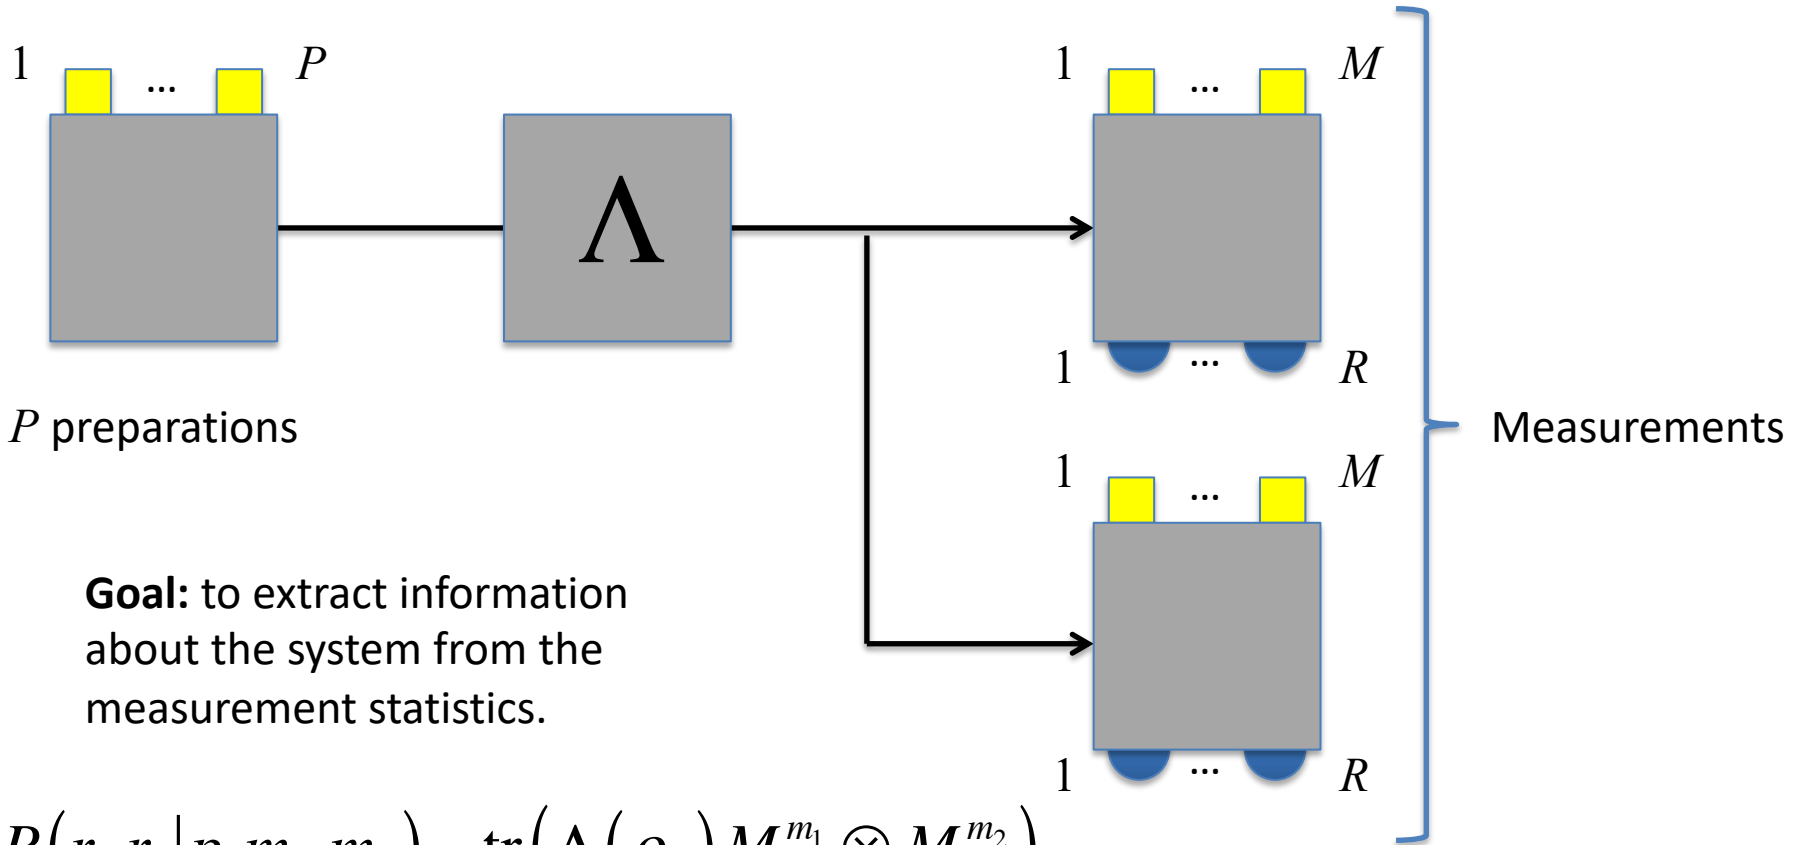 1 ... P
1 ... M
Λ
1 ... R
P preparations
Measurements
1 ... M
Goal: to extract information
about the system from the
measurement statistics.
1 ... R